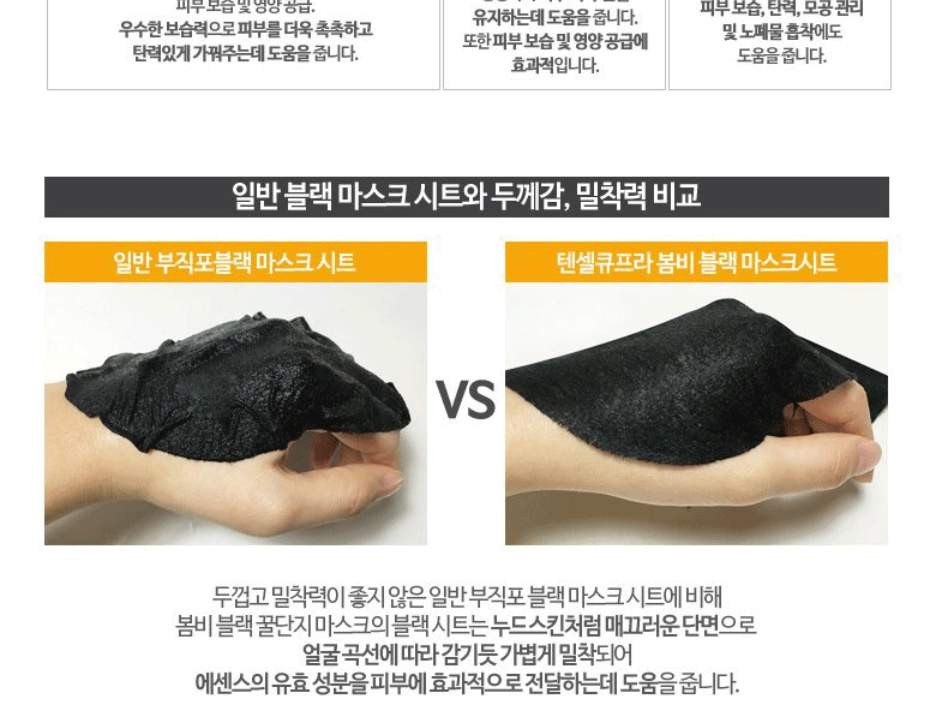 피부 보습 및 영양 공급.
우수한 보습력으로 피부를 더욱 촉촉하고
탄력있게 가꿔주는데 도움을 줍니다.
유지하는데 도움을 줍니다.
또한 피부 보습 및 영양 공급에
효과적입니다.
피부 보습, 탄력, 모공 관리
및 노폐물 흡착에도
도움을 줍니다.
일반 블랙 마스크 시트와 두께감, 밀착력 비교
일반 부직포블랙 마스크 시트
텐셀큐프라 봄비 블랙 마스크시트
VS
두껍고 밀착력이 좋지 않은 일반 부직포 블랙 마스크 시트에 비해
봄비 블랙 꿀단지 마스크의 블랙 시트는 누드스킨처럼 매끄러운 단면으로
얼굴 곡선에 따라 감기듯 가볍게 밀착되어
에센스의 유효 성분을 피부에 효과적으로 전달하는데 도움을 줍니다.